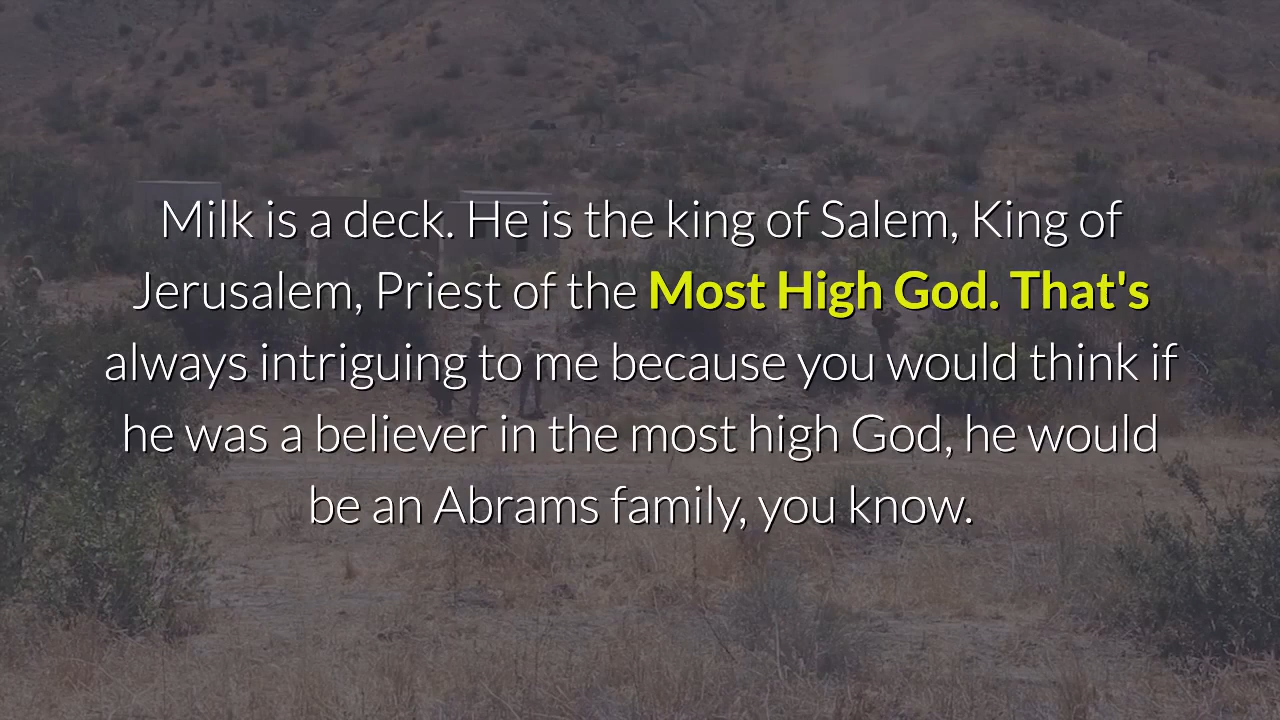 Milk is a deck. He is the king of Salem, King of
Jerusalem, Priest of the Most High God. That's
always intriguing to me because you would think if
he was a believer in the most high God, he would
be an Abrams family, you know.